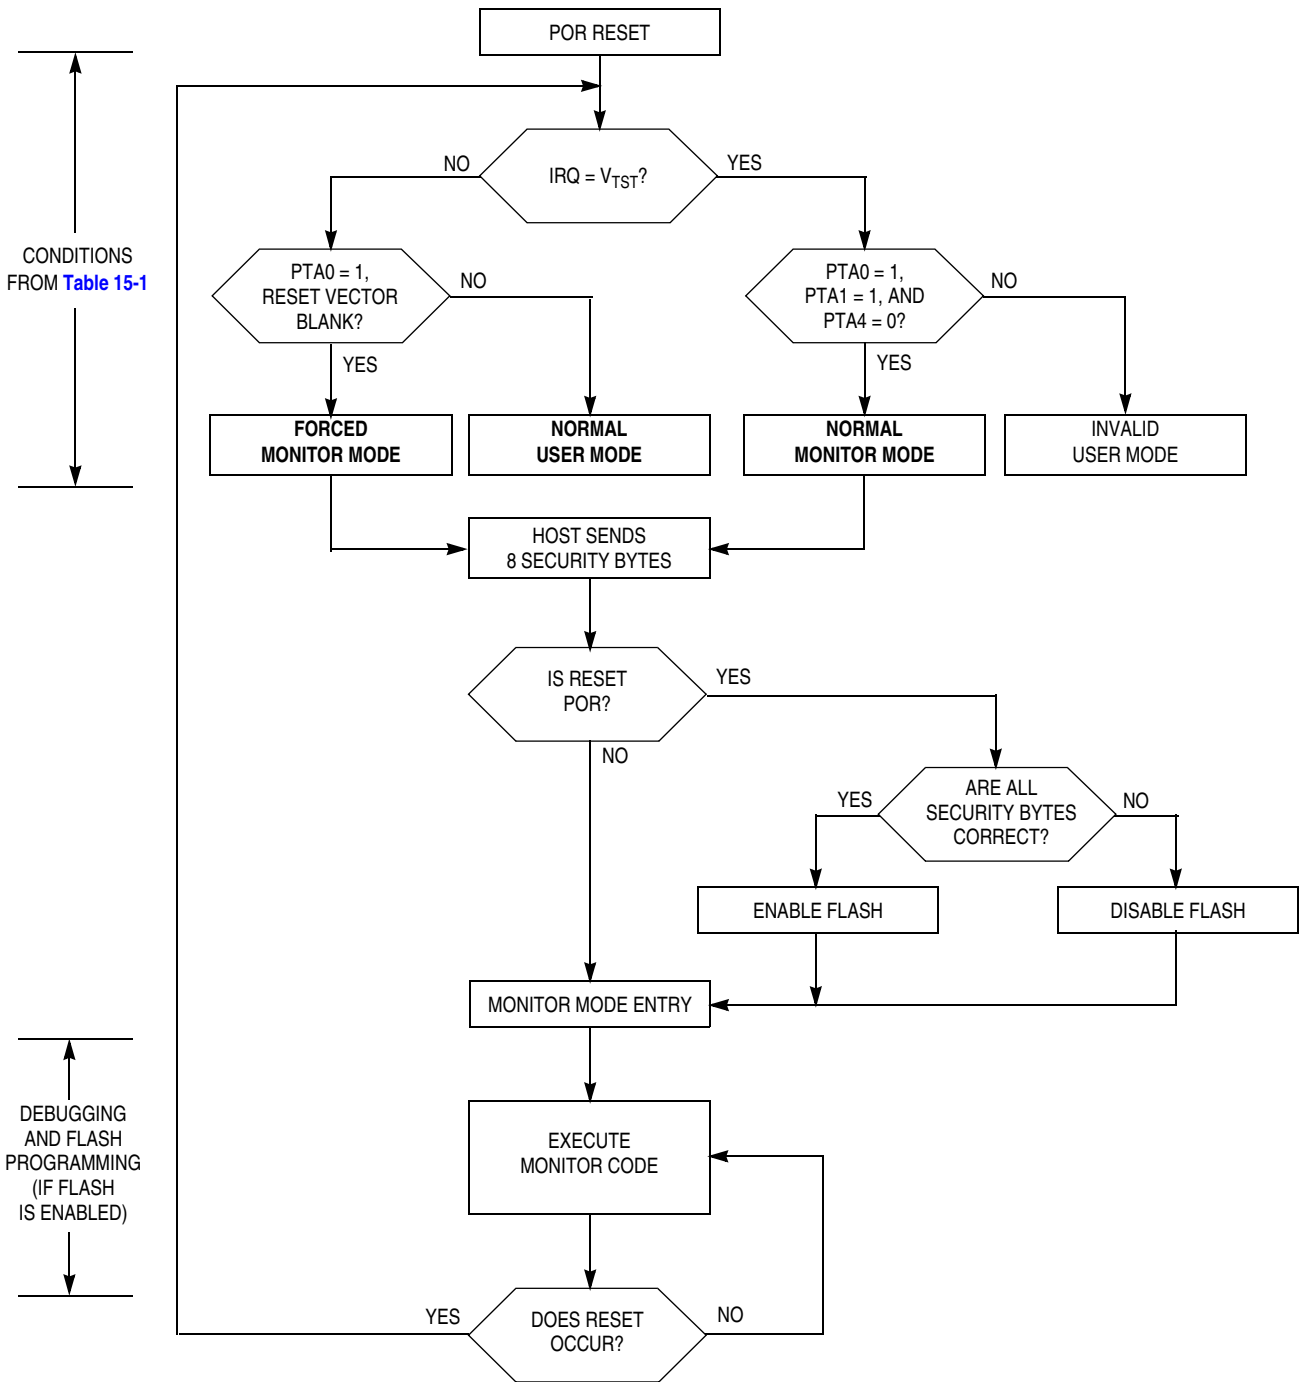 POR RESET
NO
IRQ = VTST?
YES
CONDITIONS
FROM Table 15-1
PTA0 = 1,
RESET VECTOR
BLANK?
NO
YES
PTA0 = 1,
PTA1 = 1, AND
PTA4 = 0?
NO
YES
FORCED
MONITOR MODE
NORMAL
USER MODE
NORMAL
MONITOR MODE
INVALID
USER MODE
HOST SENDS
8 SECURITY BYTES
IS RESET
POR?
YES
NO
YES
ARE ALL
SECURITY BYTES
CORRECT?
NO
ENABLE FLASH
DISABLE FLASH
MONITOR MODE ENTRY
DEBUGGING
AND FLASH
PROGRAMMING
(IF FLASH
IS ENABLED)
EXECUTE
MONITOR CODE
YES
DOES RESET
OCCUR?
NO